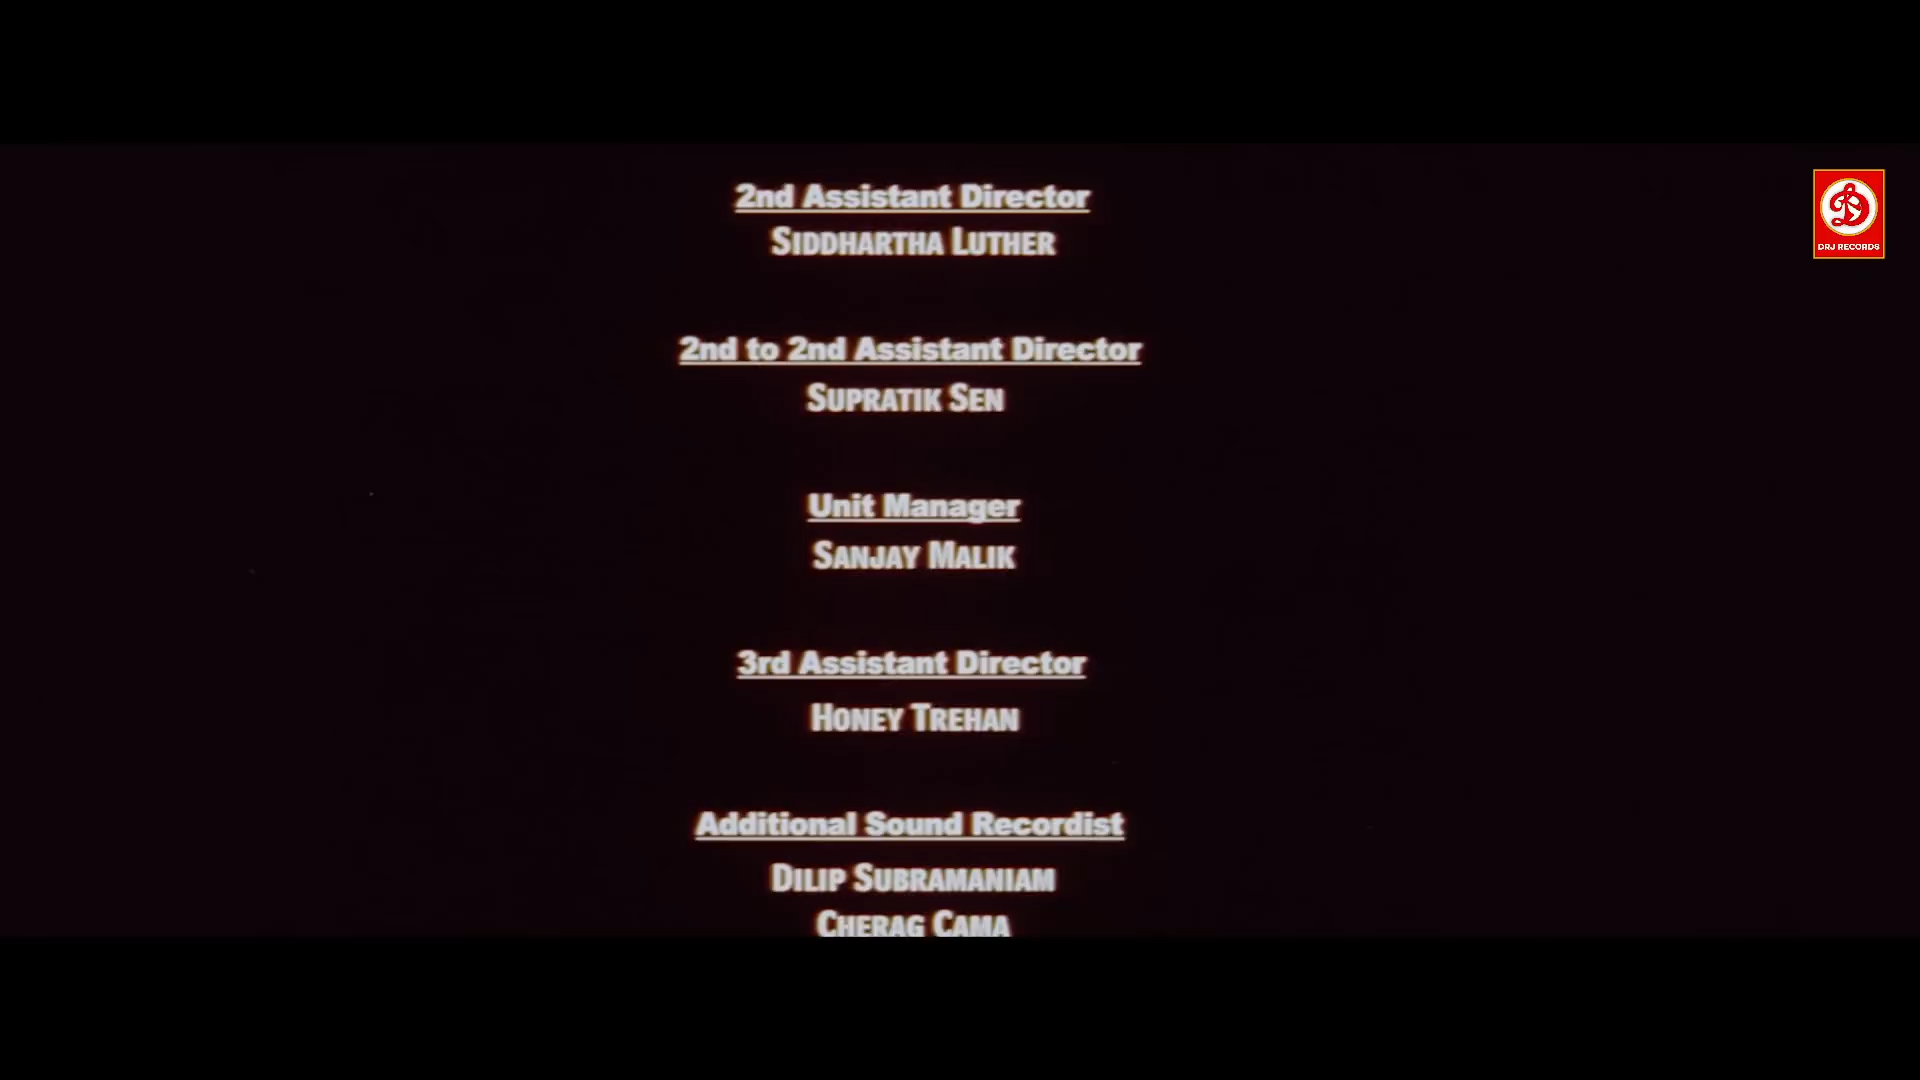 2nd Assistant Director
SIDDHARTHA LUTHER
2nd to 2nd Assistant Director
SUPRATIK SEN
Unit Manager
SANJAY MALIK
3rd Assistant Director
HONEY TREHAN
Additional Sound Recordist
DILIP SUBRAMANIAM
CHERAG CAMA
D
DRJ RECORDS